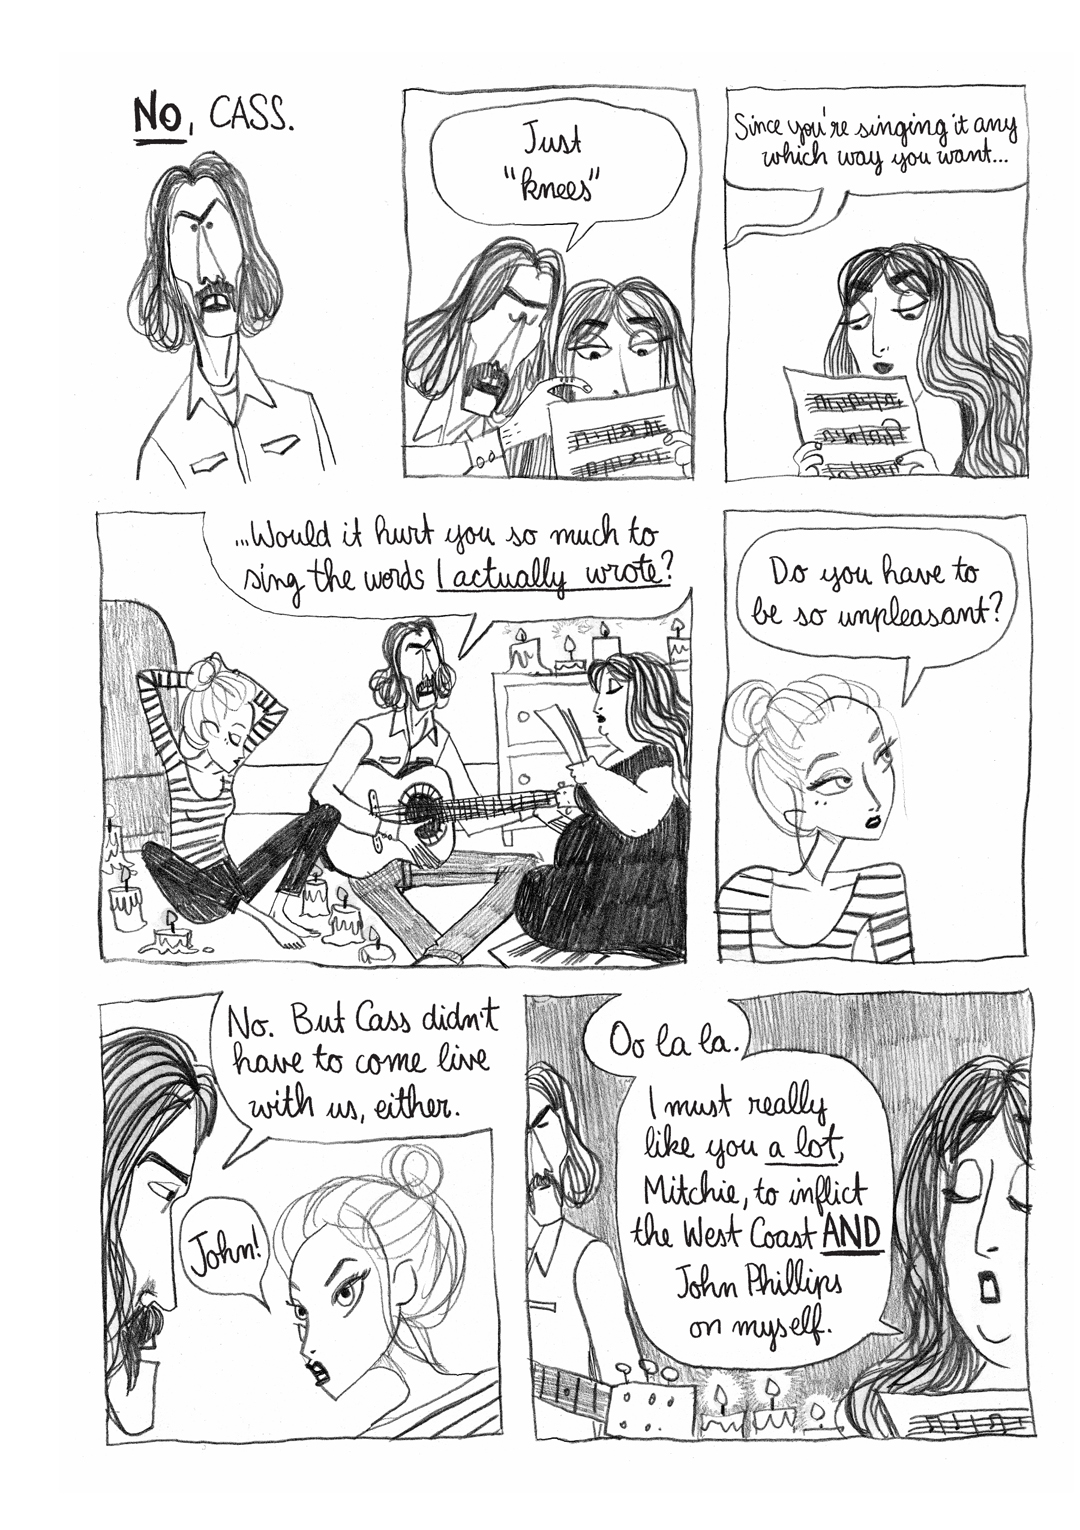 NO, CASS.
Just
"knees"
Since you're singing it any
which way you want...
...Would it hurt you so much to
sing the words I actually wrote?
Do you have to
be so unpleasant?
No. But Cass didn't
have to come live
with us, either.
John!
Oo la la.
I must really
like you a lot,
Mitchie, to inflict
the West Coast AND
John Phillips
on myself.